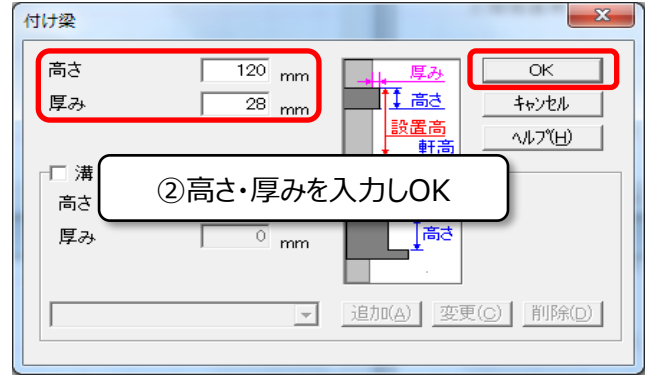 付け梁
高さ 120 mm
厚み 28 mm
厚み
高さ
設置高
軒高
OK
キャンセル
ヘルプ(H)
溝
②高さ・厚みを入力しOK
高さ
厚み 0 mm
高さ
追加(A) 変更(C) 削除(D)